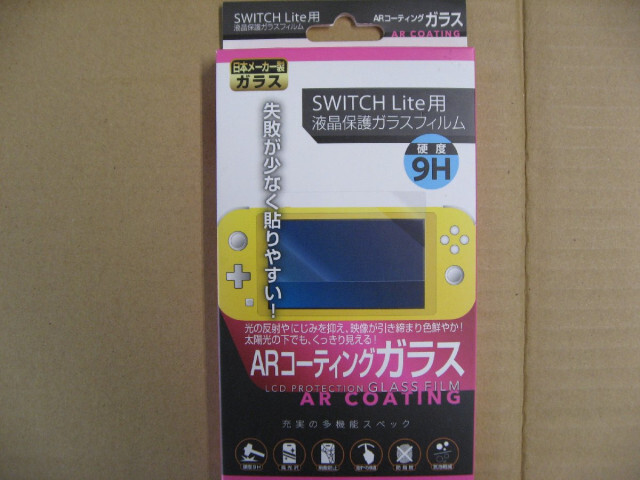 SWITCH Lite用
液晶保護ガラスフィルム
ARコーティングガラス
AR COATING
日本メーカー製
ガラス
SWITCH Lite用
液晶保護ガラスフィルム
硬度
9H
失敗が少なく貼りやすい!
光の反射やにじみを抑え、映像が引き締まり色鮮やか!
太陽光の下でも、くっきり見える!
ARコーティングガラス
LCD PROTECTION GLASS FILM
AR COATING
充実の多機能スペック
硬度9H